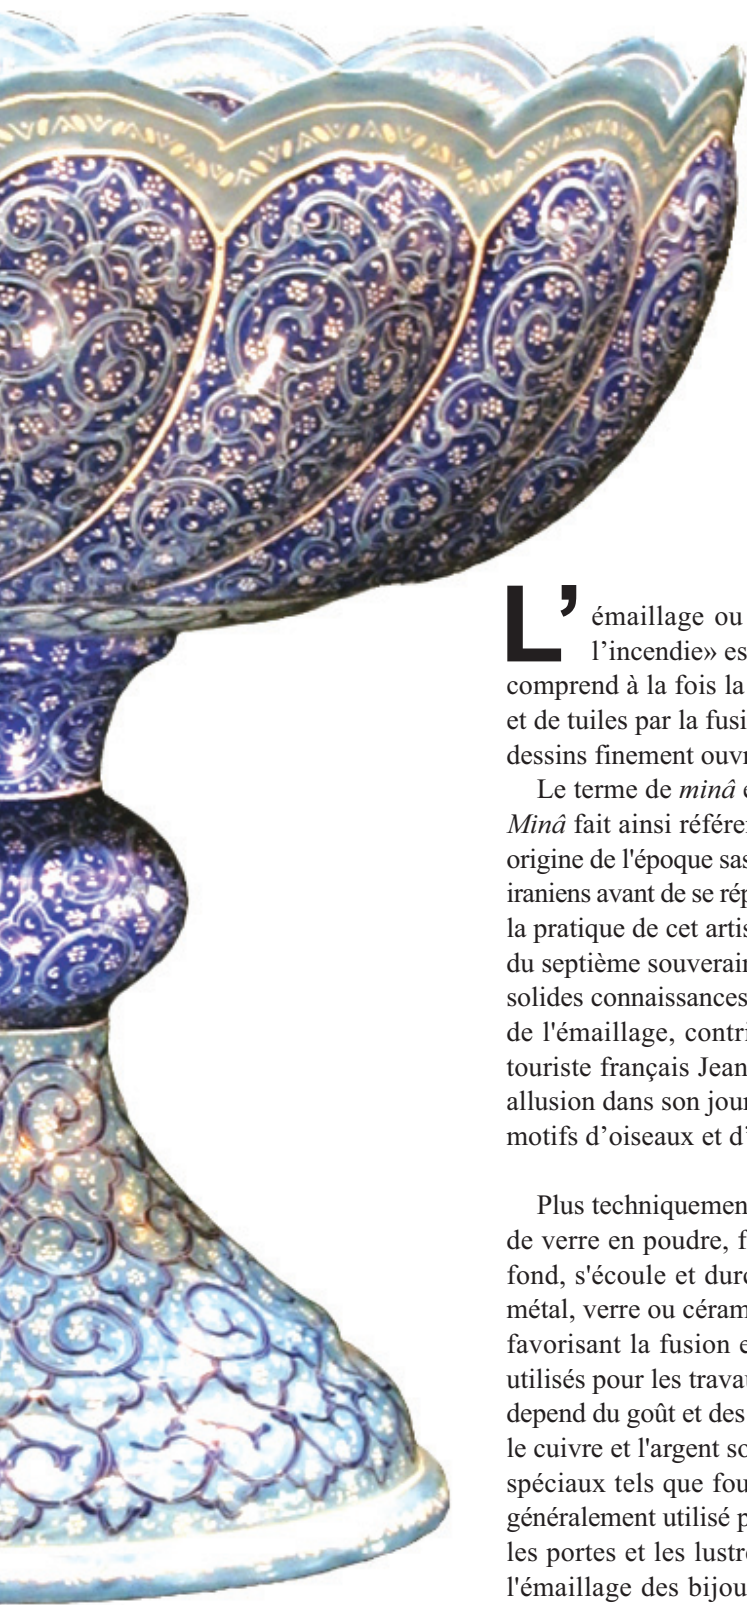 L’émaillage ou
l’incendie» es
comprend à la fois la
et de tuiles par la fusi
dessins finement ouvr
Le terme de minâ e
Minâ fait ainsi référe
origine de l'époque sas
iraniens avant de se rép
la pratique de cet artis
du septième souverain
solides connaissances
de l'émaillage, contri
touriste français Jean
allusion dans son jour
motifs d’oiseaux et d’
Plus techniquemen
de verre en poudre, f
fond, s'écoule et durc
métal, verre ou céram
favorisant la fusion e
utilisés pour les trava
depend du goût et des
le cuivre et l'argent so
spéciaux tels que fou
généralement utilisé p
les portes et les lustr
l'émaillage des bijou